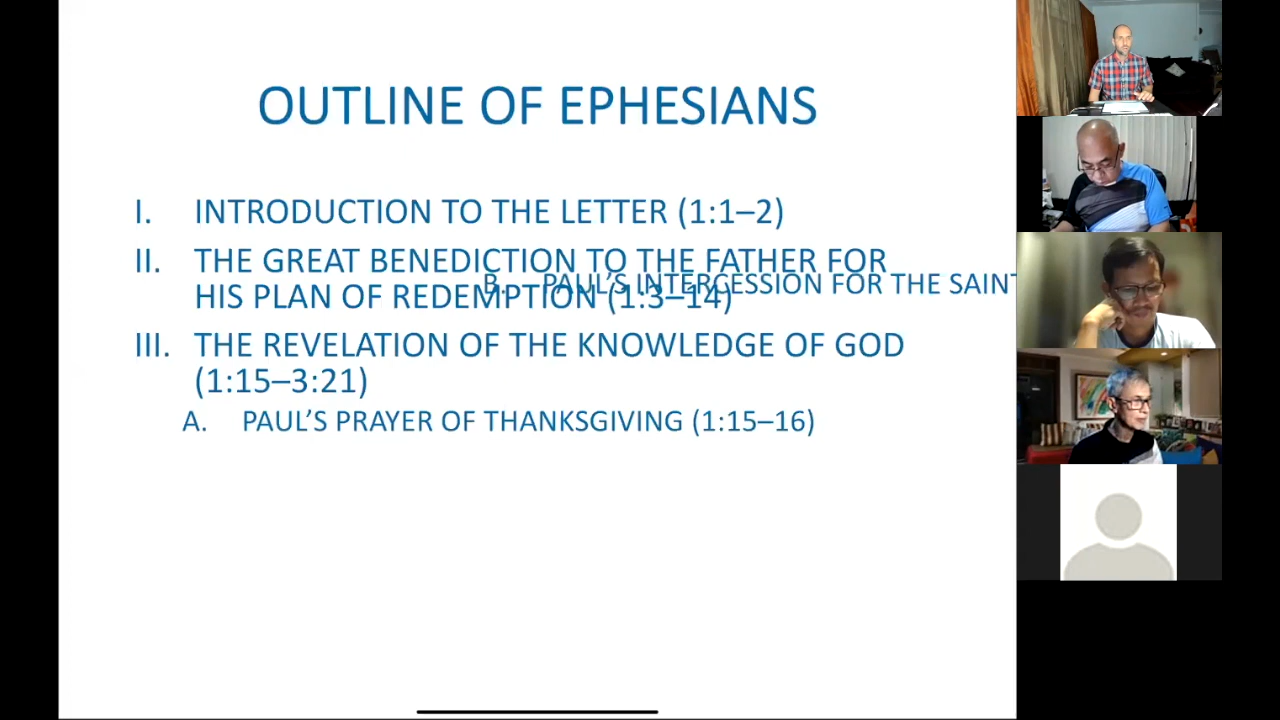 OUTLINE OF EPHESIANS
I. INTRODUCTION TO THE LETTER (1:1–2)
II. THE GREAT BENEDICTION TO THE FATHER FOR
HIS PLAN OF REDEMPTION (1:3–14)
B. PAUL’S INTERCESSION FOR THE SAINT
III. THE REVELATION OF THE KNOWLEDGE OF GOD
(1:15–3:21)
A. PAUL’S PRAYER OF THANKSGIVING (1:15–16)